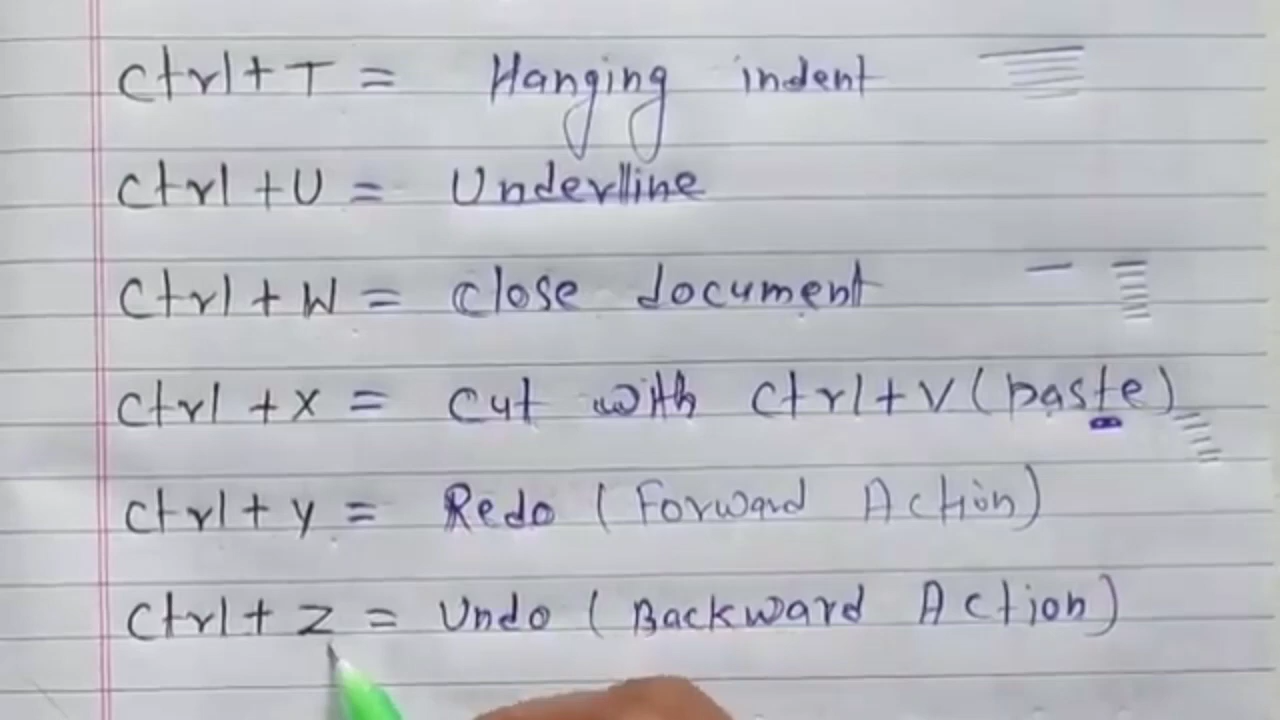 Ctrl + T = Hanging indent
Ctrl + U = Underline
Ctrl + W = Close document
Ctrl + X = Cut with Ctrl + V (paste)
Ctrl + y = Redo (Forward Action)
Ctrl + Z = Undo (Backward Action)